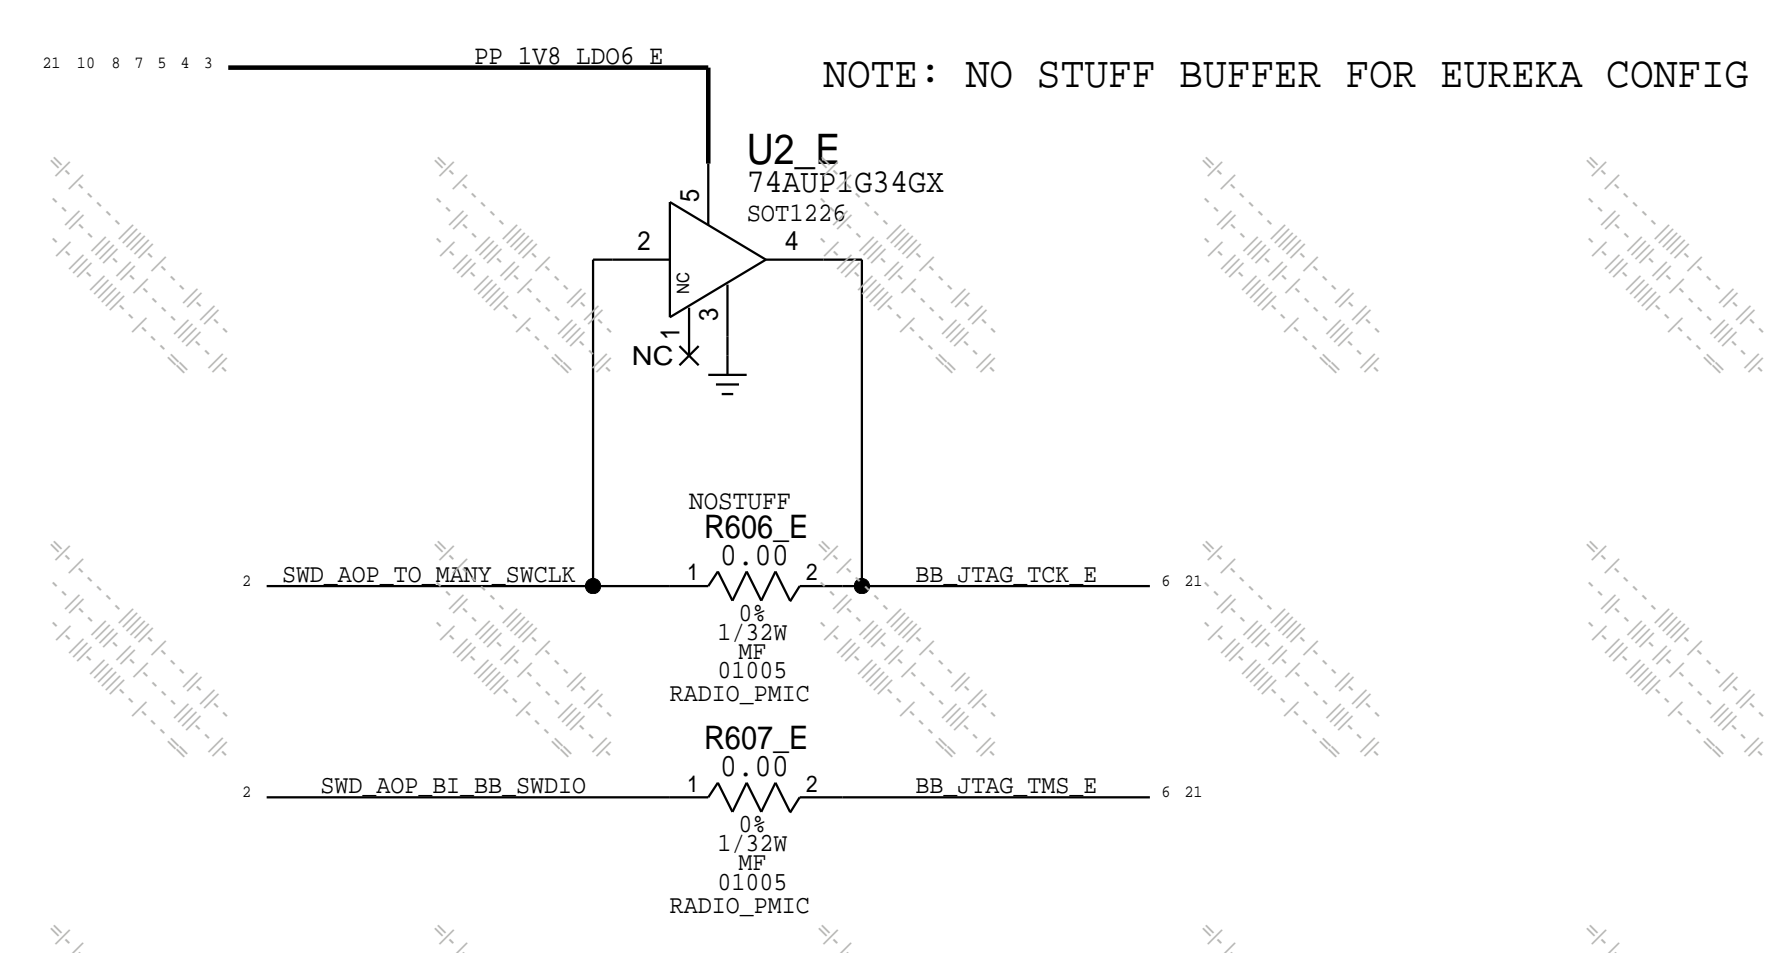 21 10 8 7 5 4 3
PP_1V8_LDO6_E
NOTE: NO STUFF BUFFER FOR EUREKA CONFIG
U2_E
74AUP1G34GX
SOT1226
5
2
4
NC
1
3
NC
NOSTUFF
R606_E
0.00
2
SWD_AOP_TO_MANY_SWCLK
1
2
BB_JTAG_TCK_E
6 21
0%
1/32W
MF
01005
RADIO_PMIC
R607_E
0.00
2
SWD_AOP_BI_BB_SWDIO
1
2
BB_JTAG_TMS_E
6 21
0%
1/32W
MF
01005
RADIO_PMIC